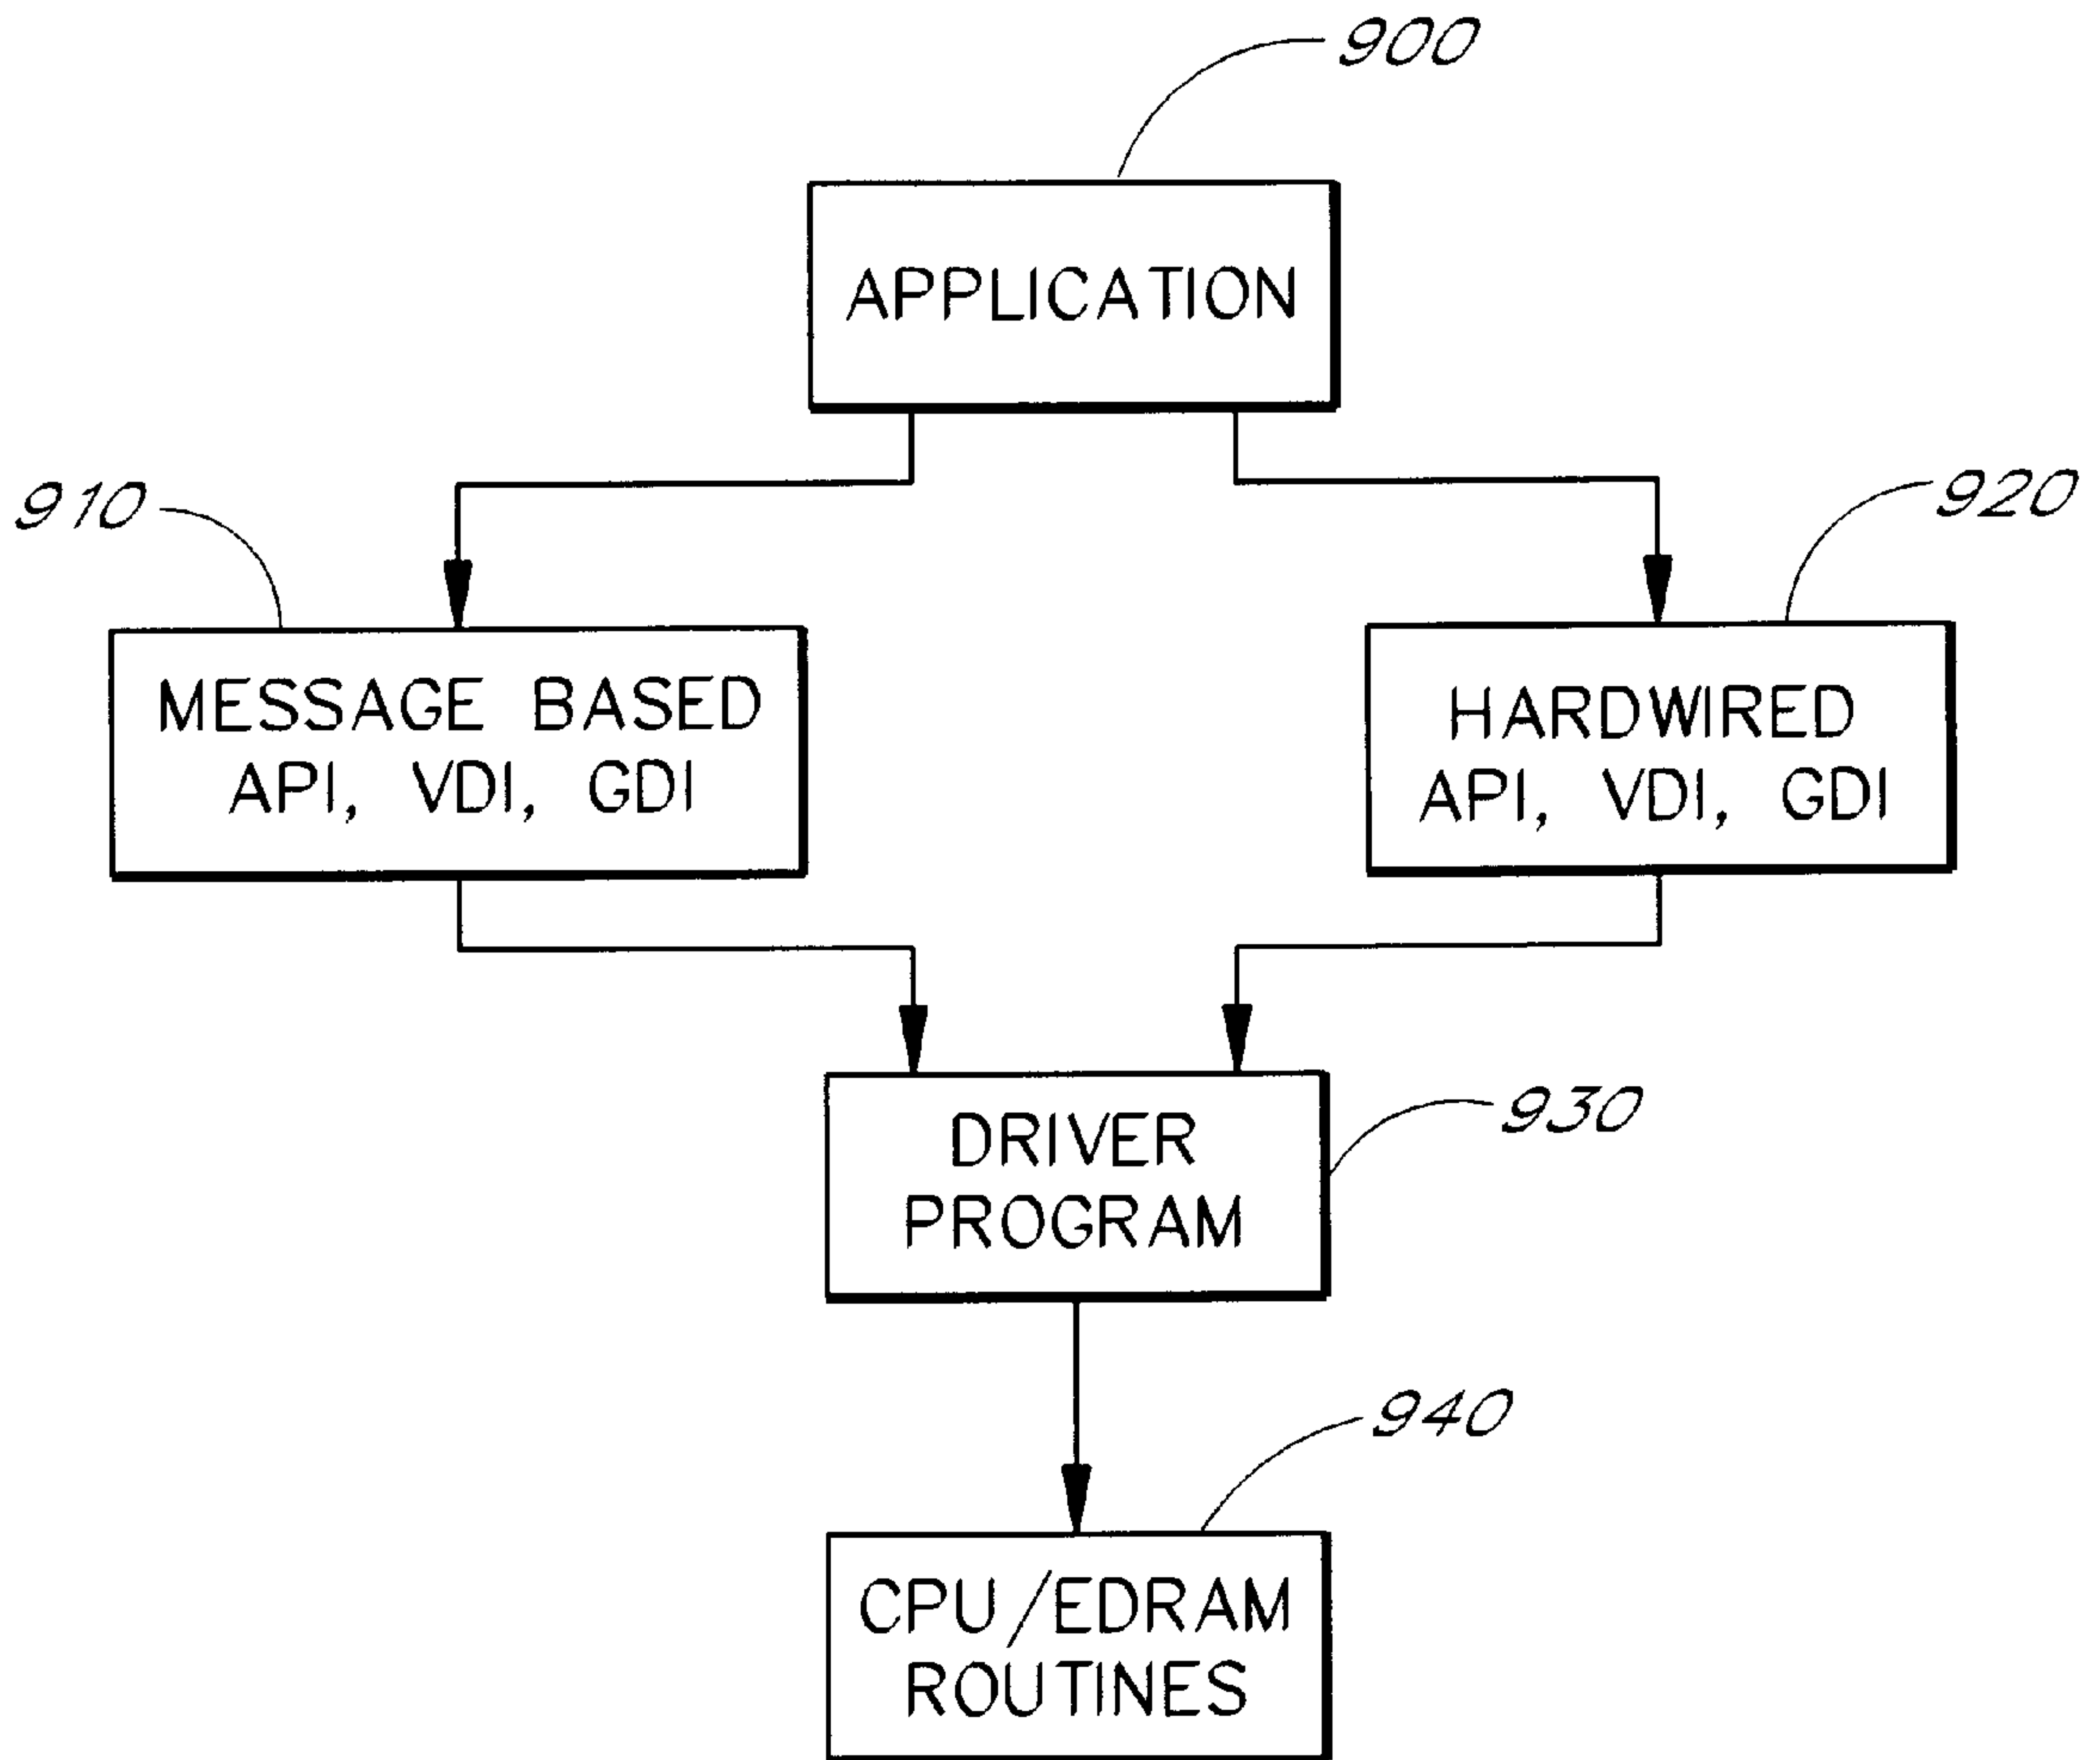 900
APPLICATION
910
920
MESSAGE BASED
API, VDI, GDI
HARDWIRED
API, VDI, GDI
DRIVER
PROGRAM
930
940
CPU/EDRAM
ROUTINES